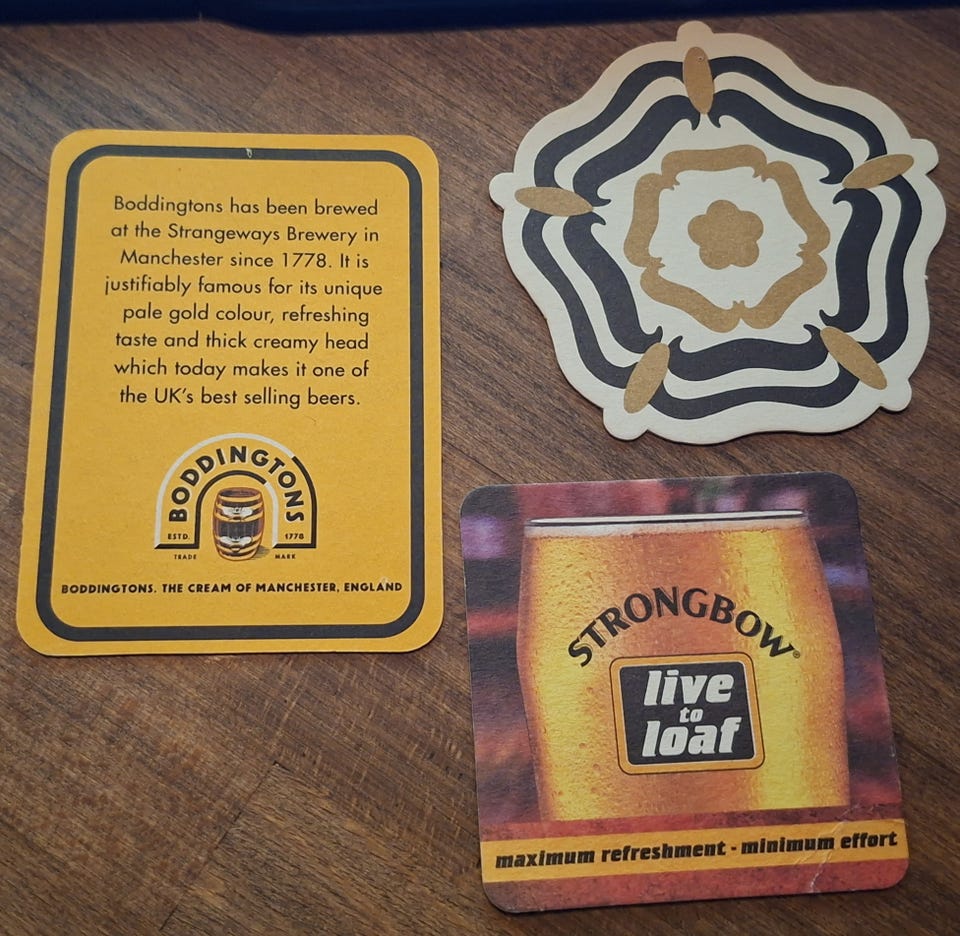 Boddingtons has been brewed
at the Strangeways Brewery in
Manchester since 1778. It is
justifiably famous for its unique
pale gold colour, refreshing
taste and thick creamy head
which today makes it one of
the UK's best selling beers.
BODDINGTONS
ESTD. 1778
TRADE MARK
BODDINGTONS. THE CREAM OF MANCHESTER, ENGLAND
STRONGBOW®
live
to
loaf
maximum refreshment - minimum effort